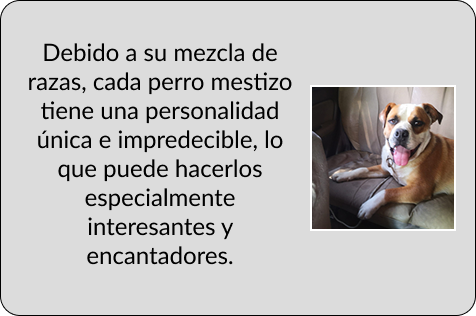 Debido a su mezcla de
razas, cada perro mestizo
tiene una personalidad
única e impredecible, lo
que puede hacerlos
especialmente
interesantes y
encantadores.